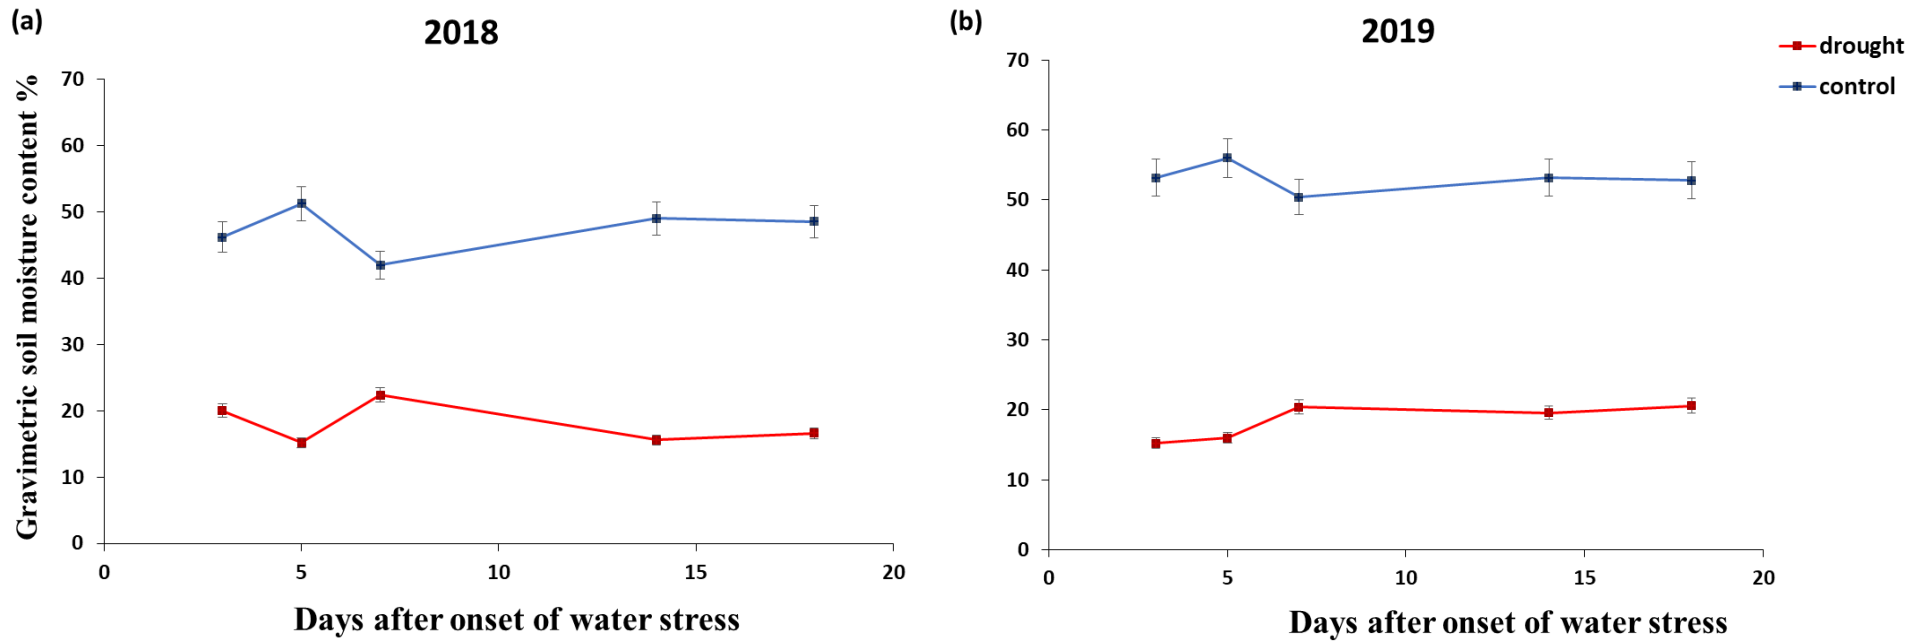 (a)
2018
Gravimetric soil moisture content %
70
60
50
40
30
20
10
0
0 5 10 15 20
Days after onset of water stress
(b)
2019
drought
control
70
60
50
40
30
20
10
0
0 5 10 15 20
Days after onset of water stress